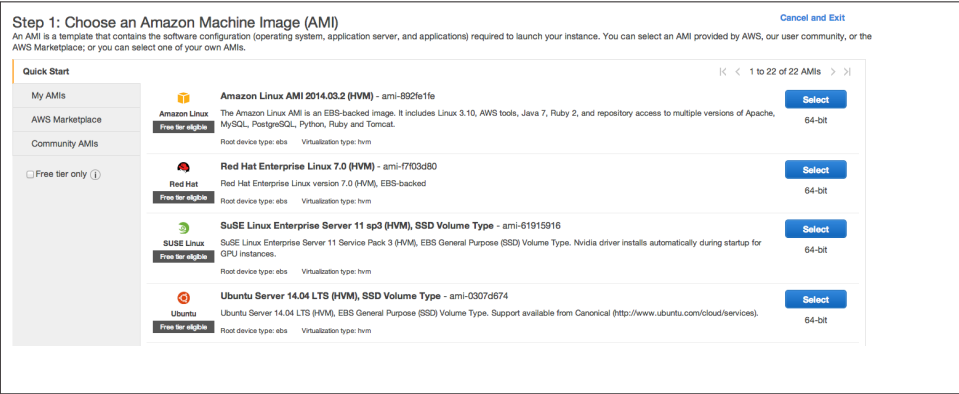 Step 1: Choose an Amazon Machine Image (AMI)
Cancel and Exit
An AMI is a template that contains the software configuration (operating system, application server, and applications) required to launch your instance. You can select an AMI provided by AWS, our user community, or the
AWS Marketplace; or you can select one of your own AMIs.
Quick Start
|< < 1 to 22 of 22 AMIs > >|
My AMIs
AWS Marketplace
Community AMIs
Free tier only (i)
Amazon Linux
Free tier eligible
Amazon Linux AMI 2014.03.2 (HVM) - ami-892fe1fe
The Amazon Linux AMI is an EBS-backed image. It includes Linux 3.10, AWS tools, Java 7, Ruby 2, and repository access to multiple versions of Apache,
MySQL, PostgreSQL, Python, Ruby and Tomcat.
Root device type: ebs Virtualization type: hvm
Select
64-bit
Red Hat
Free tier eligible
Red Hat Enterprise Linux 7.0 (HVM) - ami-f7f03d80
Red Hat Enterprise Linux version 7.0 (HVM), EBS-backed
Root device type: ebs Virtualization type: hvm
Select
64-bit
SUSE Linux
Free tier eligible
SuSE Linux Enterprise Server 11 sp3 (HVM), SSD Volume Type - ami-61915916
SuSE Linux Enterprise Server 11 Service Pack 3 (HVM), EBS General Purpose (SSD) Volume Type. Nvidia driver installs automatically during startup for
GPU instances.
Root device type: ebs Virtualization type: hvm
Select
64-bit
Ubuntu
Free tier eligible
Ubuntu Server 14.04 LTS (HVM), SSD Volume Type - ami-0307d674
Ubuntu Server 14.04 LTS (HVM), EBS General Purpose (SSD) Volume Type. Support available from Canonical (http://www.ubuntu.com/cloud/services).
Root device type: ebs Virtualization type: hvm
Select
64-bit